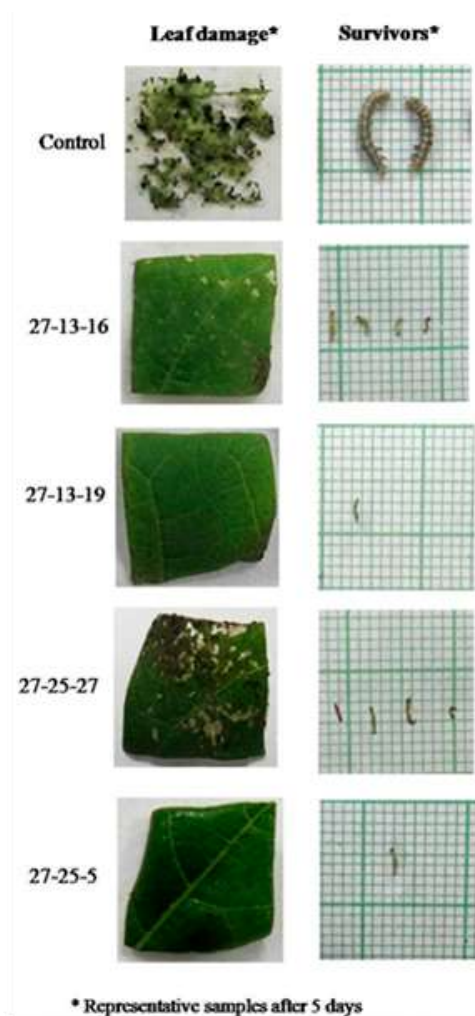 Leaf damage* Survivors*
Control
27-13-16
27-13-19
27-25-27
27-25-5
* Representative samples after 5 days